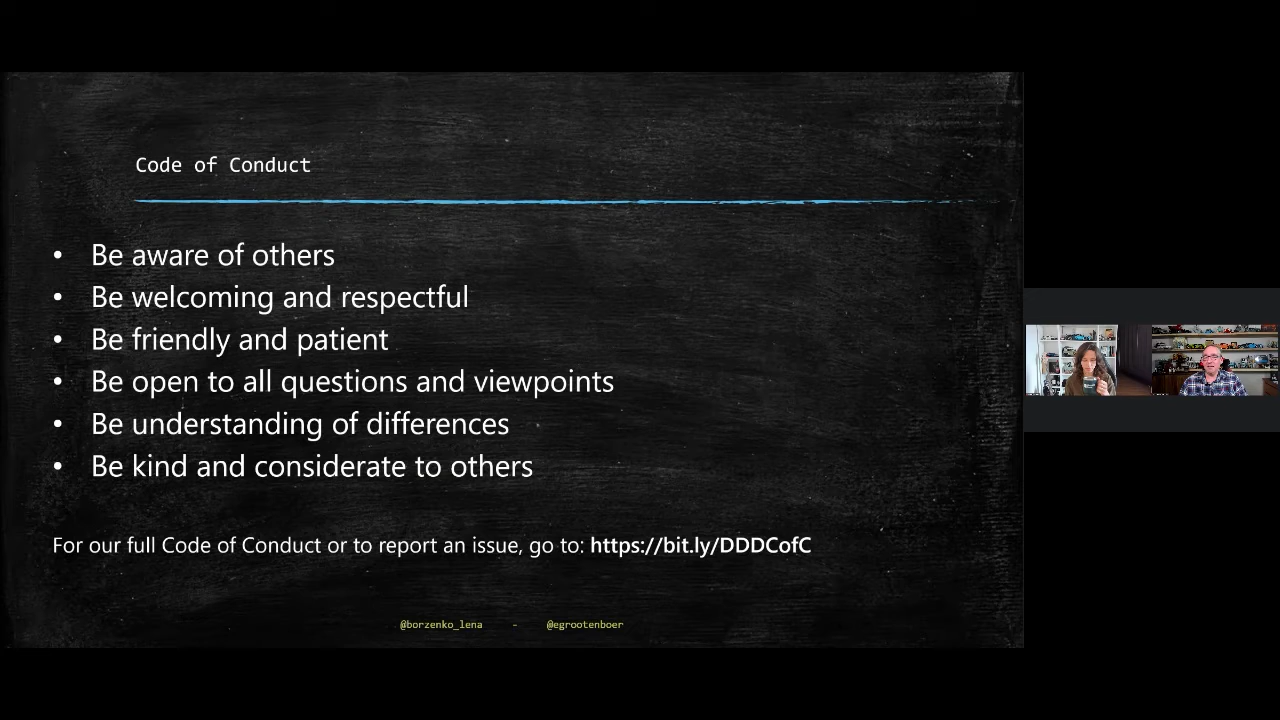 Code of Conduct
• Be aware of others
• Be welcoming and respectful
• Be friendly and patient
• Be open to all questions and viewpoints
• Be understanding of differences
• Be kind and considerate to others
For our full Code of Conduct or to report an issue, go to: https://bit.ly/DDDCofC
@borzenko_lena - @egrootenboer